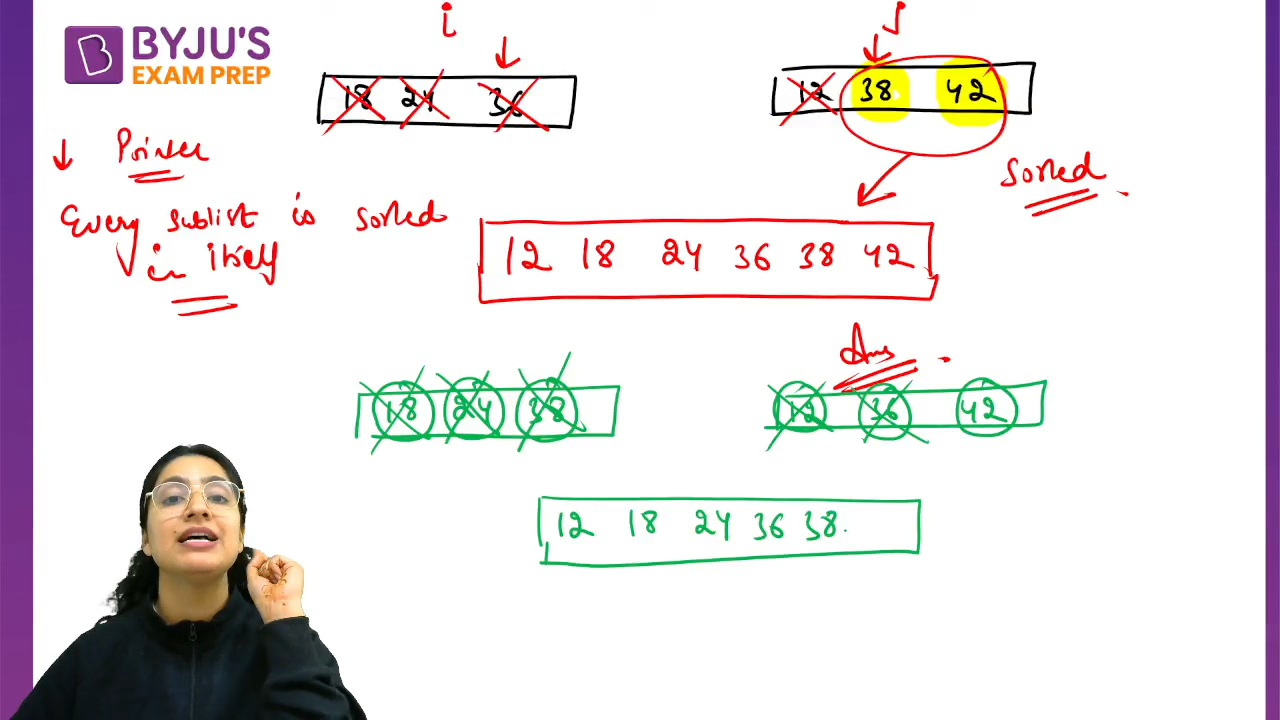 i
j
BYJU'S
EXAM PREP
18 24 36
12 38 42
↓ Pointer
Sorted
Every sublist is sorted
in itself
12 18 24 36 38 42
Ans
18 24 38
12 36 42
12 18 24 36 38